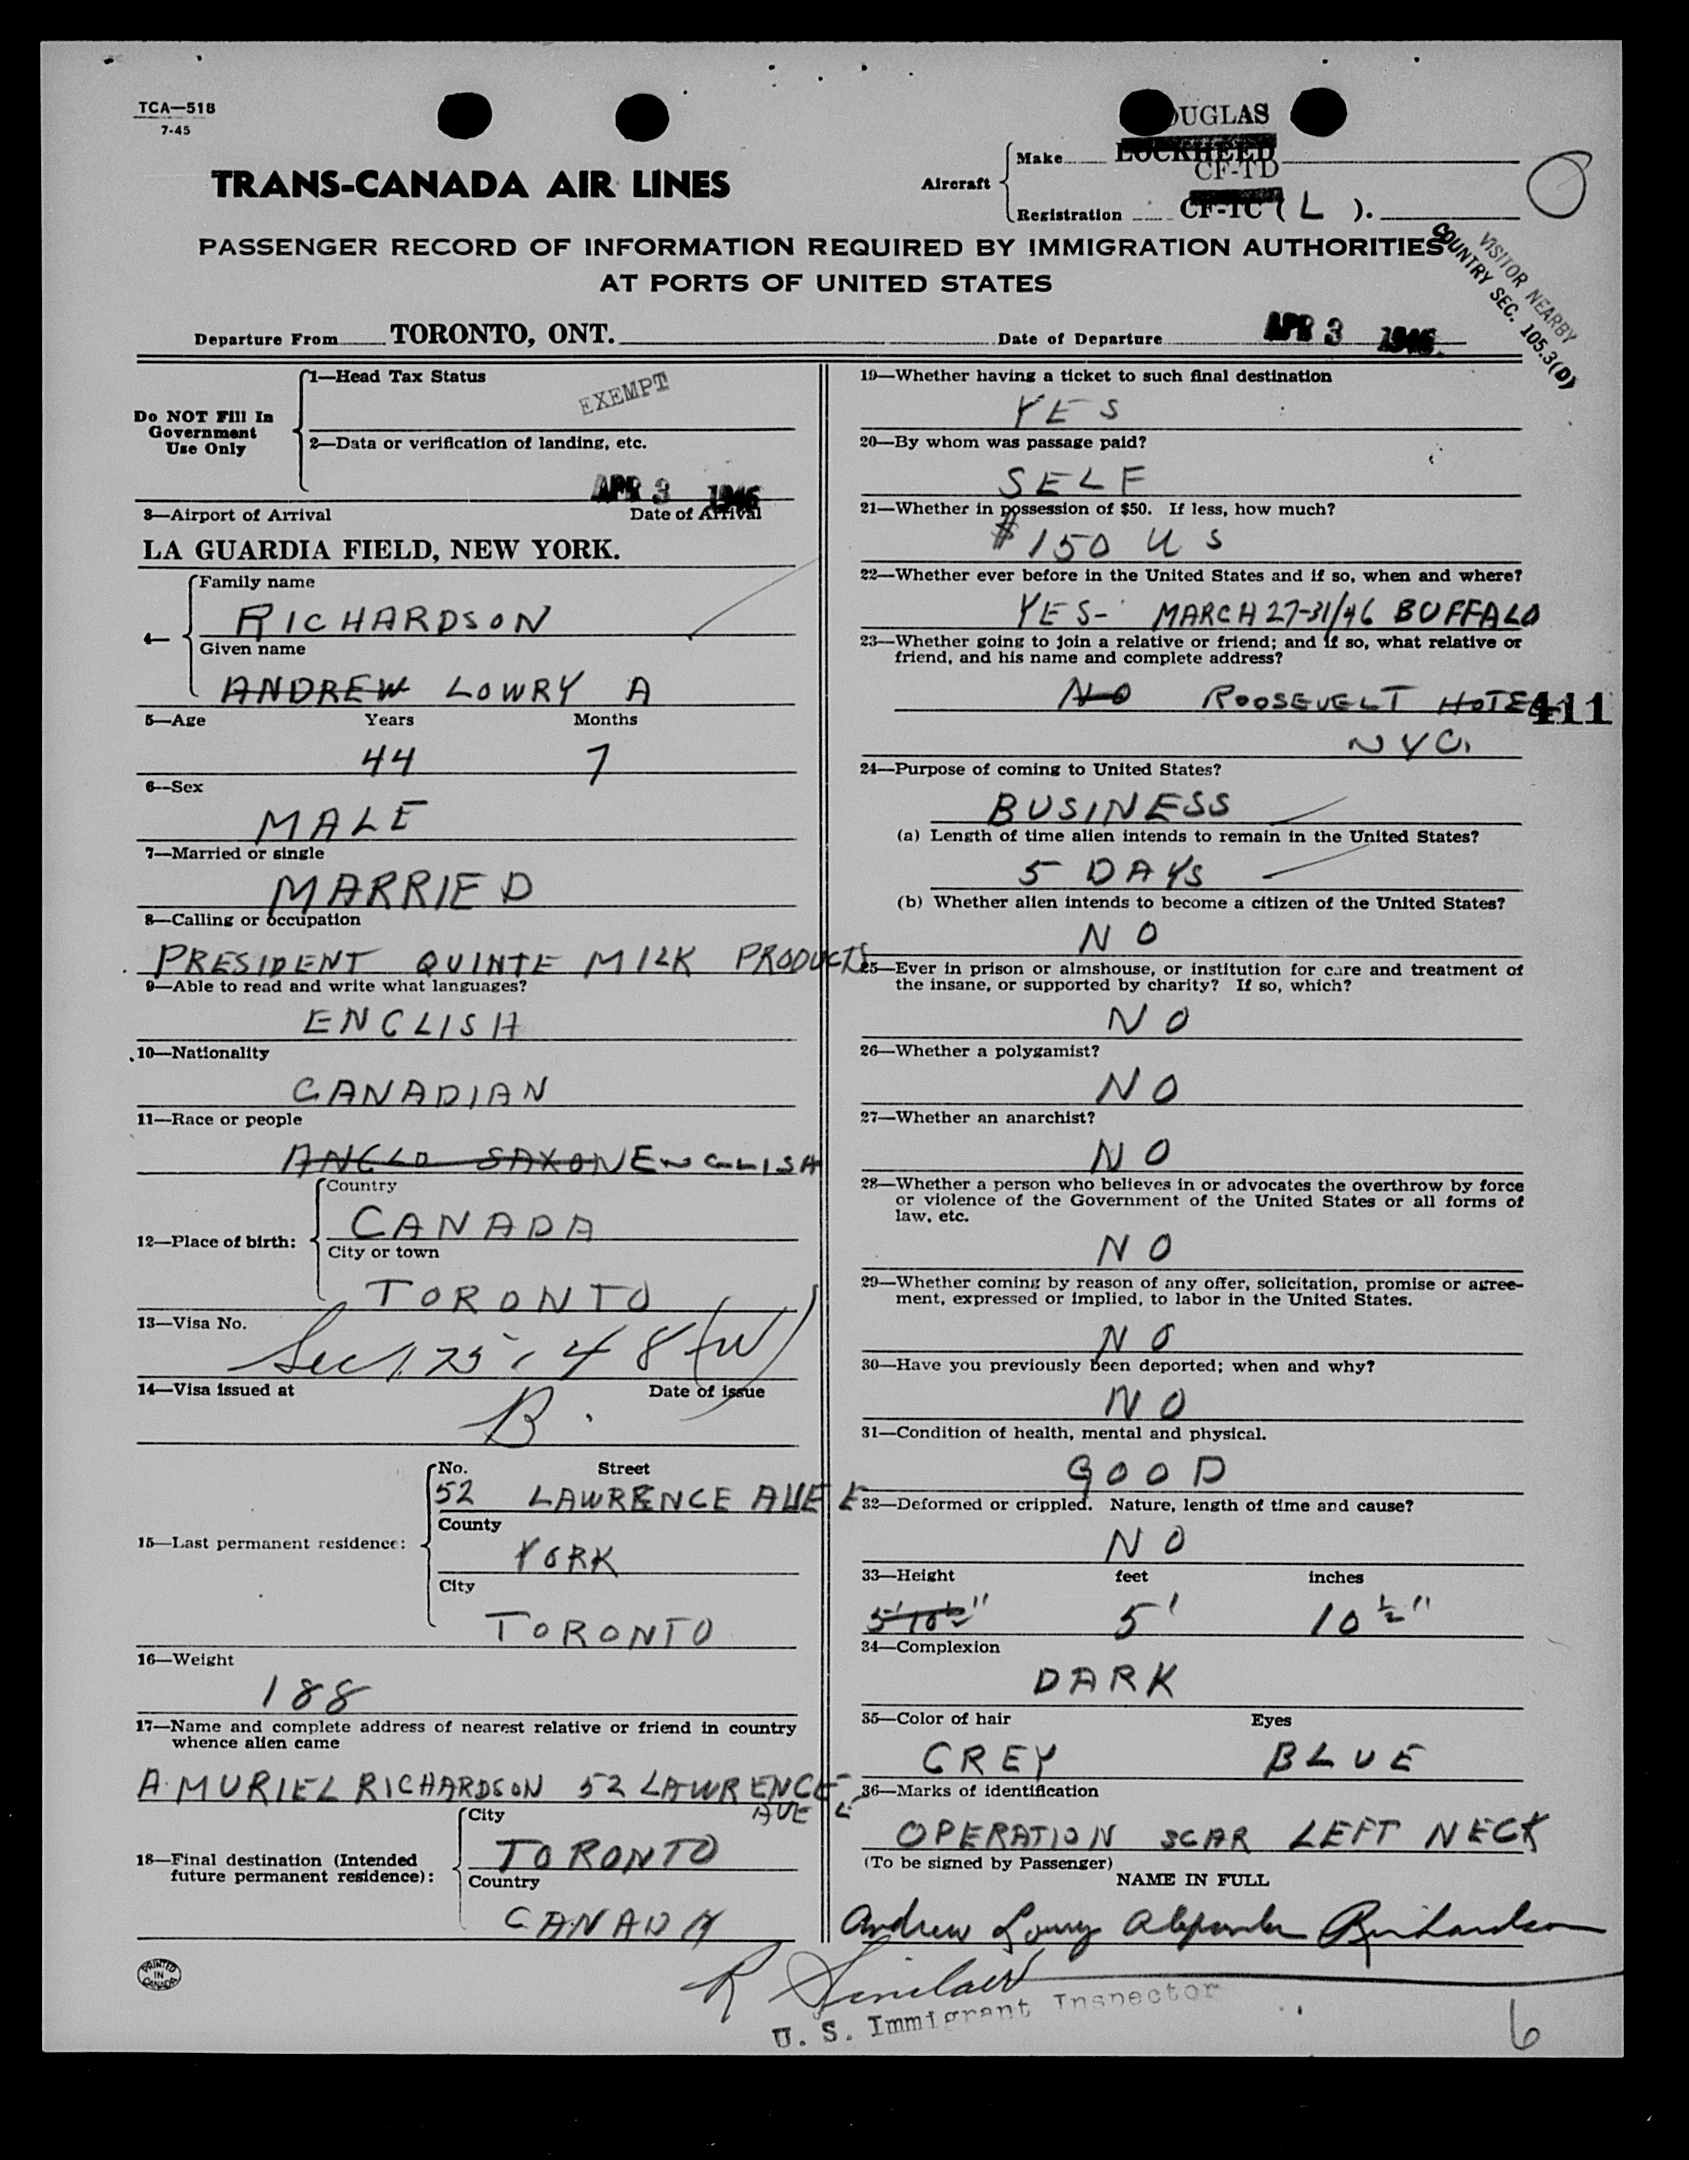 TCA—518
7-45
TRANS-CANADA AIR LINES
DOUGLAS
Aircraft
Make LOCKHEED
CF-TD
Registration CF-TC ( L ).
PASSENGER RECORD OF INFORMATION REQUIRED BY IMMIGRATION AUTHORITIES
AT PORTS OF UNITED STATES
VISITOR NEARBY
COUNTRY SEC. 105.3(D)
Departure From TORONTO, ONT.
Date of Departure APR 3 1946
Do NOT Fill In
Government
Use Only
1—Head Tax Status
EXEMPT
2—Data or verification of landing, etc.
APR 3 1946
3—Airport of Arrival Date of Arrival
LA GUARDIA FIELD, NEW YORK.
4—
Family name
RICHARDSON
Given name
ANDREW LOWRY A
5—Age Years Months
44 7
6—Sex
MALE
7—Married or single
MARRIED
8—Calling or occupation
PRESIDENT QUINTE MILK PRODUCTS
9—Able to read and write what languages?
ENGLISH
10—Nationality
CANADIAN
11—Race or people
ANGLO SAXON ENGLISH
12—Place of birth:
Country
CANADA
City or town
TORONTO
13—Visa No.
Sec 175.48 (W)
14—Visa issued at Date of issue
B.
15—Last permanent residence:
No. Street
52 LAWRENCE AVE E
County
YORK
City
TORONTO
16—Weight
188
17—Name and complete address of nearest relative or friend in country
whence alien came
A. MURIEL RICHARDSON 52 LAWRENCE
AVE E
18—Final destination (Intended
future permanent residence):
City
TORONTO
Country
CANADA
PRINTED
IN
CANADA
19—Whether having a ticket to such final destination
YES
20—By whom was passage paid?
SELF
21—Whether in possession of $50. If less, how much?
$150 U S
22—Whether ever before in the United States and if so, when and where?
YES- MARCH 27-31/46 BUFFALO
23—Whether going to join a relative or friend; and if so, what relative or
friend, and his name and complete address?
NO ROOSEVELT HOTEL
411
NYC.
24—Purpose of coming to United States?
BUSINESS
(a) Length of time alien intends to remain in the United States?
5 DAYS
(b) Whether alien intends to become a citizen of the United States?
NO
25—Ever in prison or almshouse, or institution for care and treatment of
the insane, or supported by charity? If so, which?
NO
26—Whether a polygamist?
NO
27—Whether an anarchist?
NO
28—Whether a person who believes in or advocates the overthrow by force
or violence of the Government of the United States or all forms of
law, etc.
NO
29—Whether coming by reason of any offer, solicitation, promise or agree-
ment, expressed or implied, to labor in the United States.
NO
30—Have you previously been deported; when and why?
NO
31—Condition of health, mental and physical.
GOOD
32—Deformed or crippled. Nature, length of time and cause?
NO
33—Height feet inches
5' 10½" 5' 10½"
34—Complexion
DARK
35—Color of hair Eyes
GREY BLUE
36—Marks of identification
OPERATION SCAR LEFT NECK
(To be signed by Passenger)
NAME IN FULL
Andrew Lowry Alexander Richardson
R Sinclair
U. S. Immigrant Inspector
6